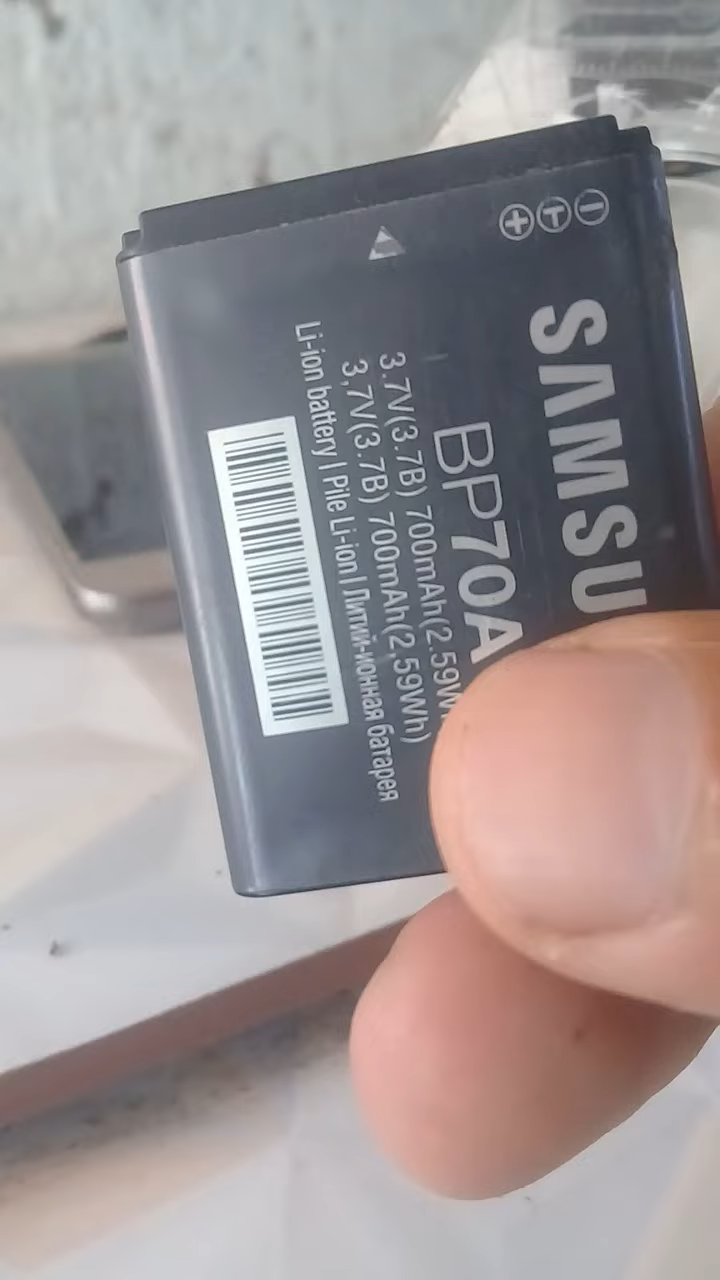 SAMSU
BP70A
3.7V(3.7B) 700mAh(2.59W
3,7V(3.7B) 700mAh(2,59Wh)
Li-ion battery | Pile Li-ion | Литий-ионная батарея